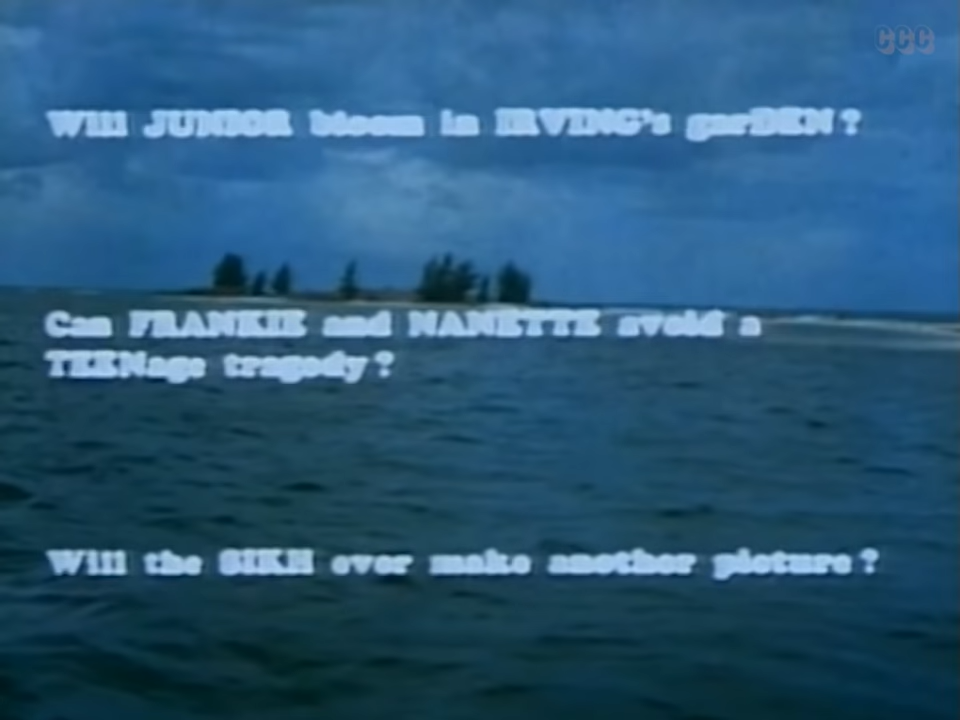 CCC
Will JUNIOR bloom in IRVING's garDEN?
Can FRANKIE and NANETTE avoid a
TEENage tragedy?
Will the SIKH ever make another picture?